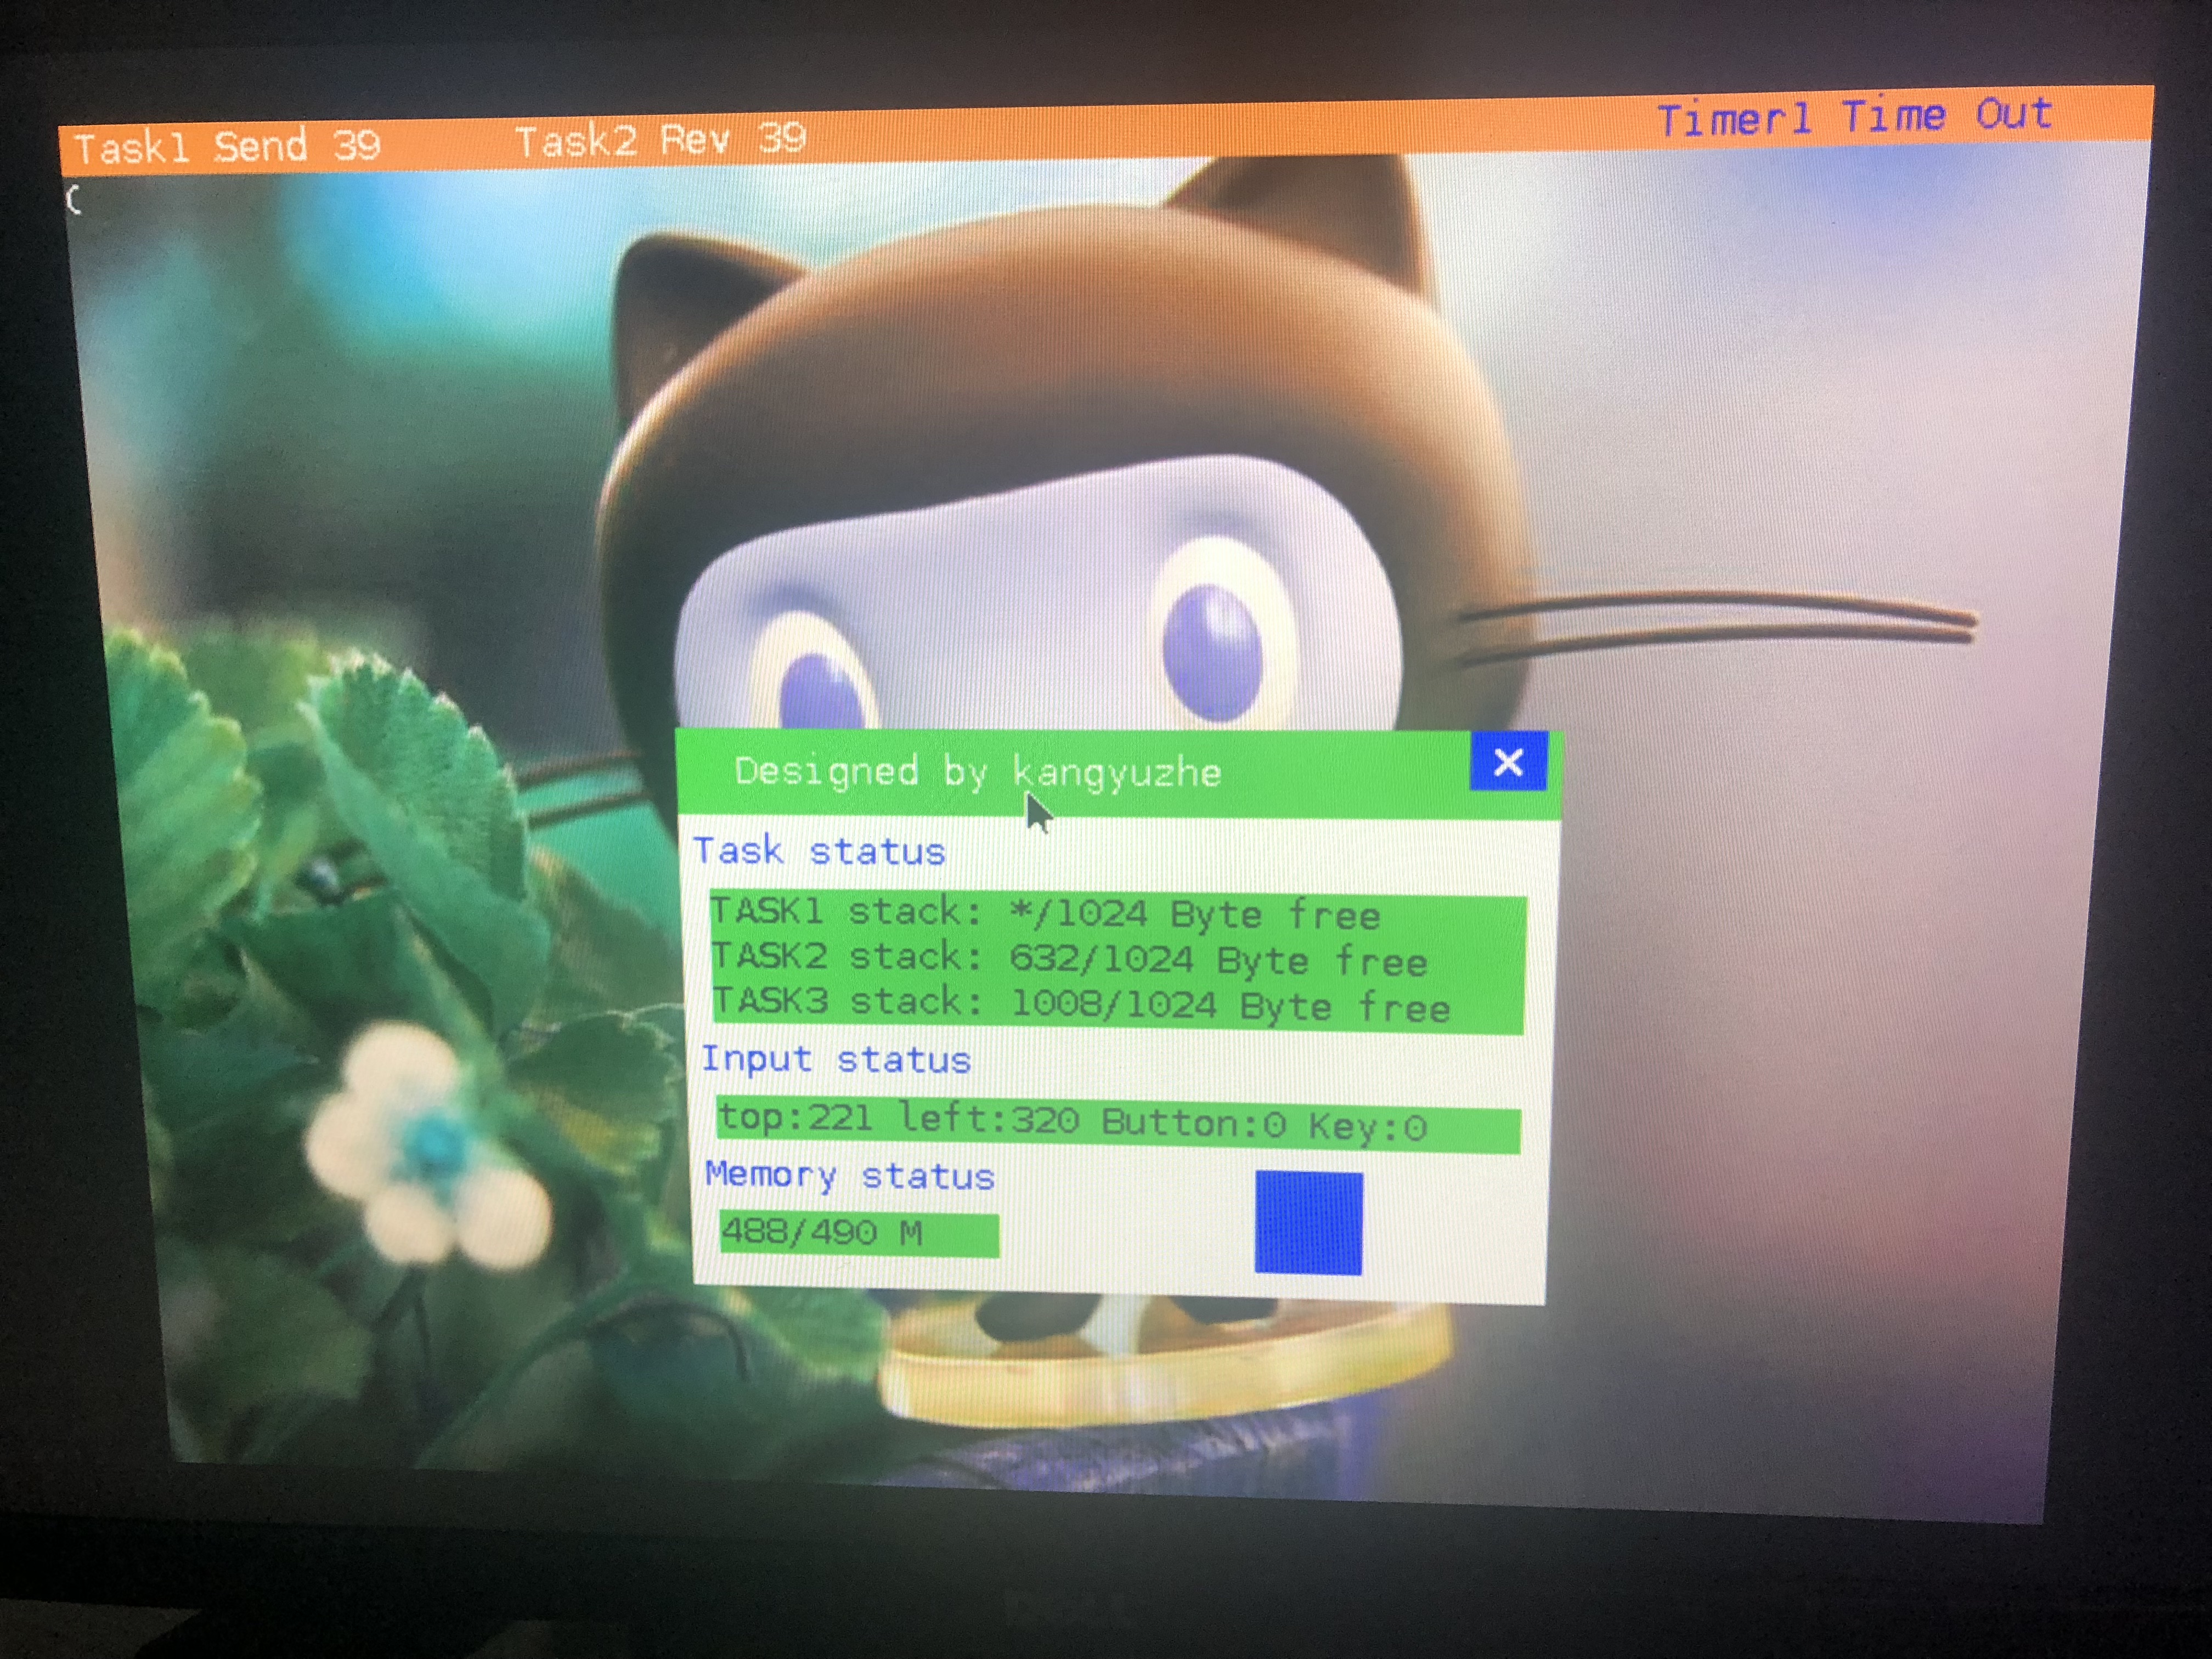 Task1 Send 39 Task2 Rev 39 Timer1 Time Out
(
Designed by kangyuzhe
Task status
TASK1 stack: */1024 Byte free
TASK2 stack: 632/1024 Byte free
TASK3 stack: 1008/1024 Byte free
Input status
top:221 left:320 Button:0 Key:0
Memory status
488/490 M